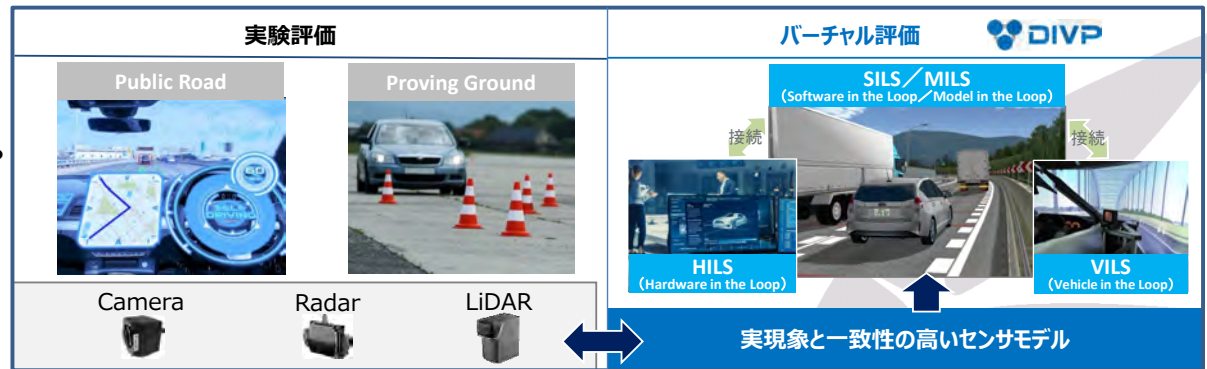 実験評価
バーチャル評価
DIVP
Public Road
Proving Ground
SILS／MILS
(Software in the Loop／Model in the Loop)
接続
接続
HILS
(Hardware in the Loop)
VILS
(Vehicle in the Loop)
Camera
Radar
LiDAR
実現象と一致性の高いセンサモデル